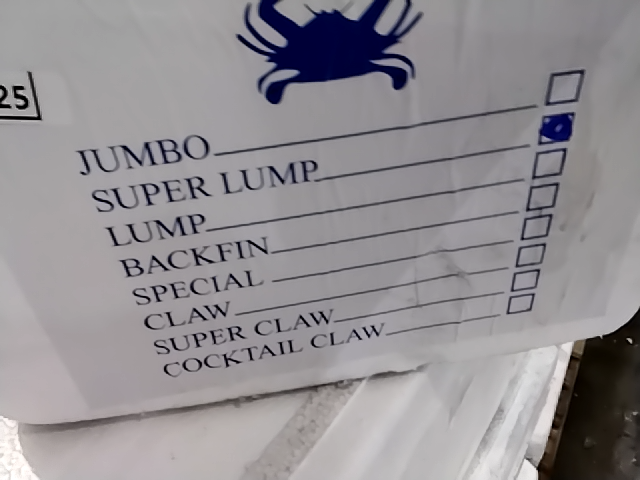 25
JUMBO
SUPER LUMP
LUMP
BACKFIN
SPECIAL
CLAW
SUPER CLAW
COCKTAIL CLAW